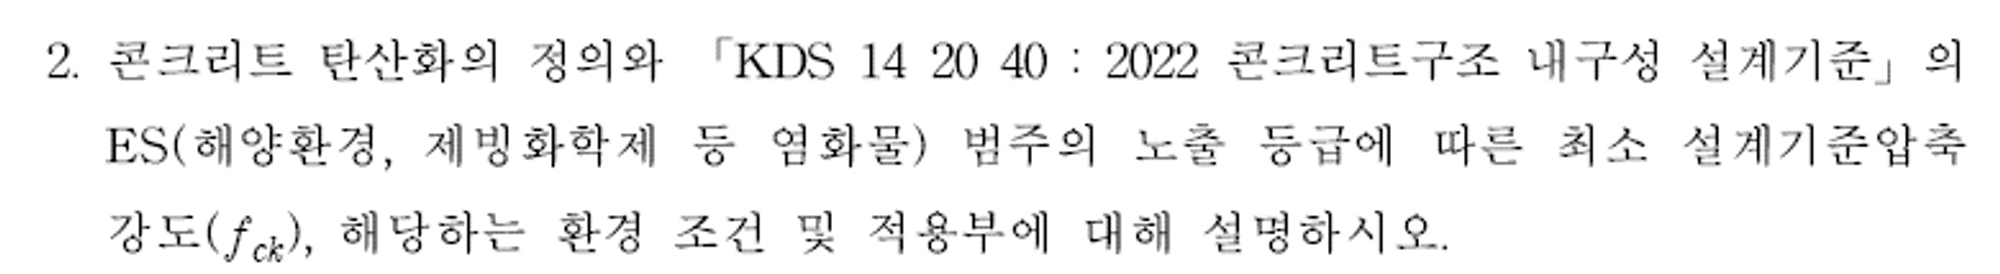 2. 콘크리트 탄산화의 정의와 「KDS 14 20 40 : 2022 콘크리트구조 내구성 설계기준」의
ES(해양환경, 제빙화학제 등 염화물) 범주의 노출 등급에 따른 최소 설계기준압축
강도(fck), 해당하는 환경 조건 및 적용부에 대해 설명하시오.